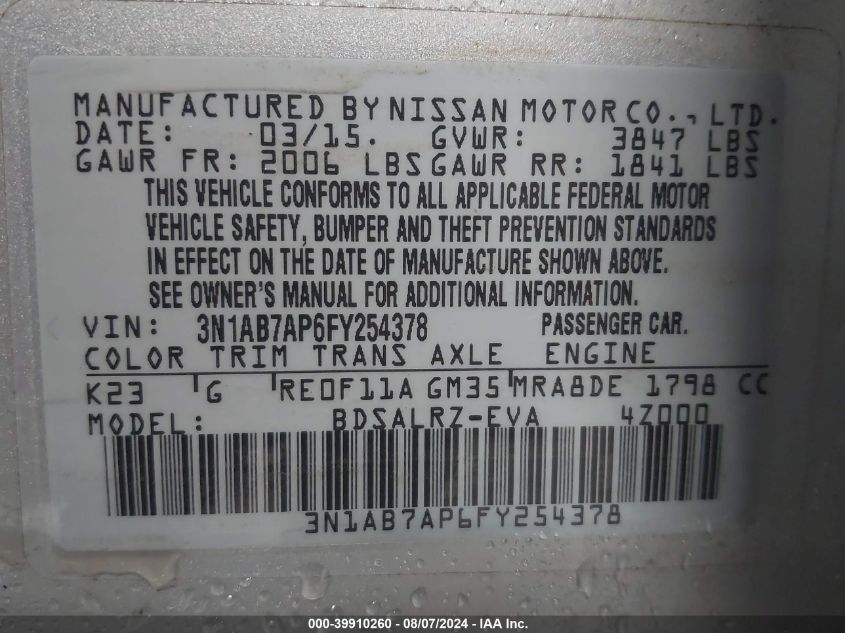 MANUFACTURED BY NISSAN MOTOR CO., LTD.
DATE: 03/15. GVWR: 3847 LBS
GAWR FR: 2006 LBS GAWR RR: 1841 LBS
THIS VEHICLE CONFORMS TO ALL APPLICABLE FEDERAL MOTOR
VEHICLE SAFETY, BUMPER AND THEFT PREVENTION STANDARDS
IN EFFECT ON THE DATE OF MANUFACTURE SHOWN ABOVE.
SEE OWNER'S MANUAL FOR ADDITIONAL INFORMATION.
VIN: 3N1AB7AP6FY254378 PASSENGER CAR.
COLOR TRIM TRANS AXLE ENGINE
K23 G RE0F11A GM35 MRA8DE 1798 CC
MODEL: BDSALRZ-EVA 4Z000
3N1AB7AP6FY254378
000-39910260 - 08/07/2024 - IAA Inc.